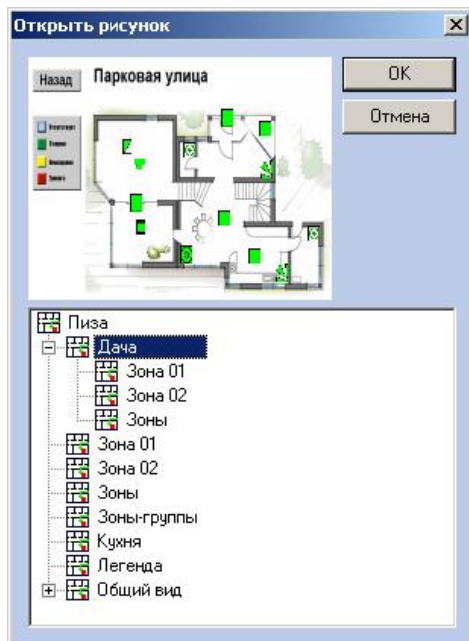 Открыть рисунок
OK
Отмена
Назад
Парковая улица
Пиза
Дача
Зона 01
Зона 02
Зоны
Зона 01
Зона 02
Зоны
Зоны-группы
Кухня
Легенда
Общий вид